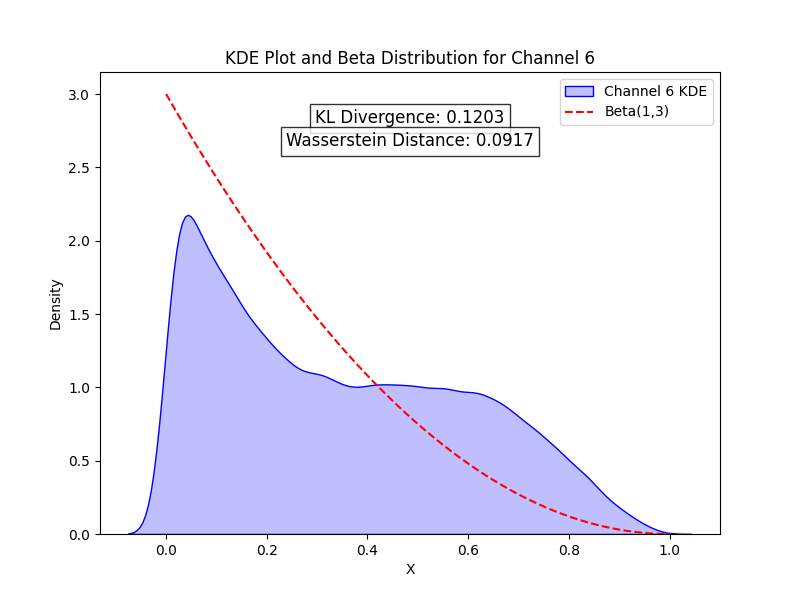 KDE Plot and Beta Distribution for Channel 6
KL Divergence: 0.1203
Wasserstein Distance: 0.0917
Channel 6 KDE
Beta(1,3)
Density
3.0
2.5
2.0
1.5
1.0
0.5
0.0
0.0 0.2 0.4 0.6 0.8 1.0
X